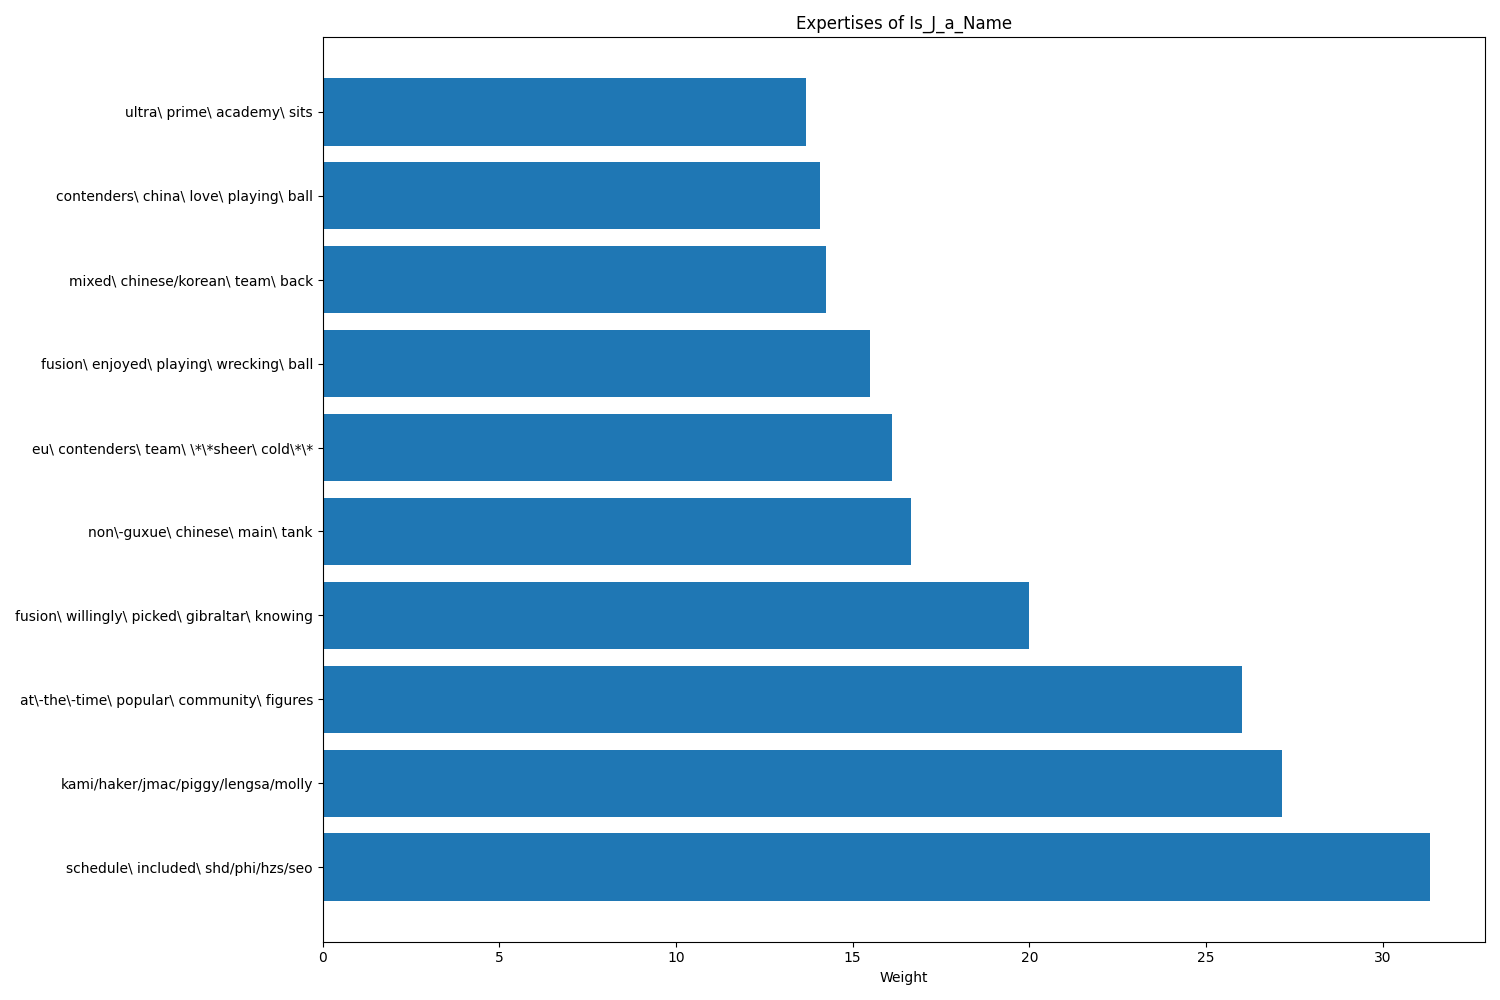 Expertises of Is_J_a_Name
ultra\ prime\ academy\ sits
contenders\ china\ love\ playing\ ball
mixed\ chinese/korean\ team\ back
fusion\ enjoyed\ playing\ wrecking\ ball
eu\ contenders\ team\ \*\*sheer\ cold\*\*
non\-guxue\ chinese\ main\ tank
fusion\ willingly\ picked\ gibraltar\ knowing
at\-the\-time\ popular\ community\ figures
kami/haker/jmac/piggy/lengsa/molly
schedule\ included\ shd/phi/hzs/seo
0 5 10 15 20 25 30
Weight